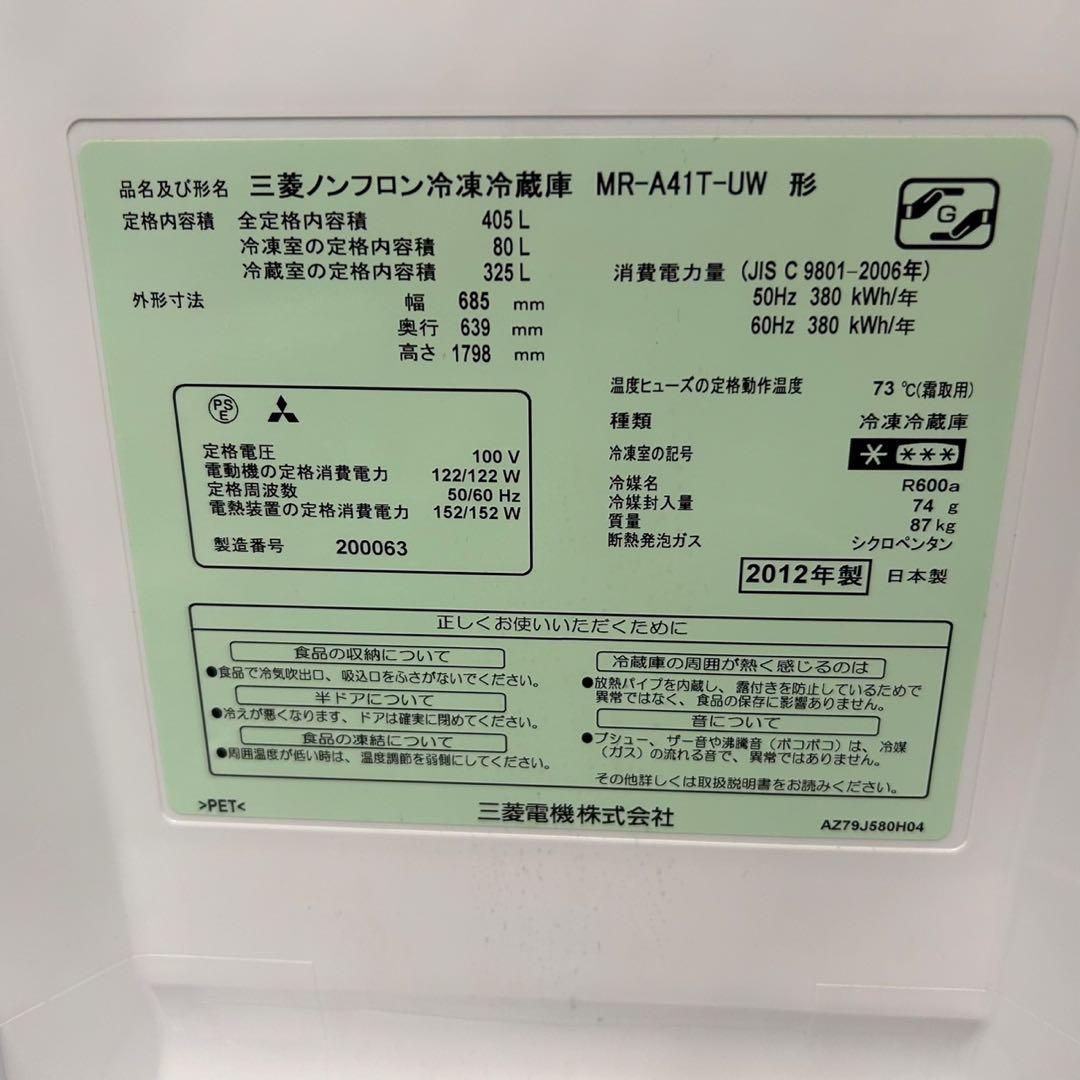 品名及び形名 三菱ノンフロン冷凍冷蔵庫 MR-A41T-UW 形
定格内容積 全定格内容積 405 L
冷凍室の定格内容積 80 L
冷蔵室の定格内容積 325 L
外形寸法 幅 685 mm
奥行 639 mm
高さ 1798 mm
G
消費電力量 (JIS C 9801-2006年)
50Hz 380 kWh/年
60Hz 380 kWh/年
PS
E
定格電圧 100 V
電動機の定格消費電力 122/122 W
定格周波数 50/60 Hz
電熱装置の定格消費電力 152/152 W
製造番号 200063
温度ヒューズの定格動作温度 73 ℃(霜取用)
種類 冷凍冷蔵庫
冷凍室の記号 * ***
冷媒名 R600a
冷媒封入量 74 g
質量 87 kg
断熱発泡ガス シクロペンタン
2012年製 日本製
正しくお使いいただくために
食品の収納について
●食品で冷気吹出口、吸込口をふさがないでください。
半ドアについて
●冷えが悪くなります、ドアは確実に閉めてください。
食品の凍結について
●周囲温度が低い時は、温度調節を弱側にしてください。
冷蔵庫の周囲が熱く感じるのは
●放熱パイプを内蔵し、露付きを防止しているためで
異常ではなく、食品の保存に影響ありません。
音について
●プシュー、ザー音や沸騰音（ポコポコ）は、冷媒
（ガス）の流れる音で、異常ではありません。
その他詳しくは取扱説明書をお読みください。
>PET<
三菱電機株式会社
AZ79J580H04